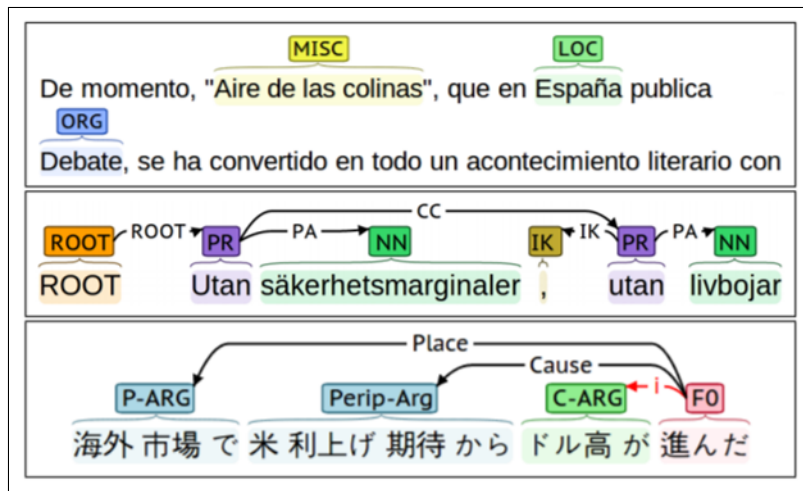 MISC LOC
De momento, "Aire de las colinas", que en España publica
ORG
Debate, se ha convertido en todo un acontecimiento literario con
CC
ROOT ROOT PR PA NN IK IK PR PA NN
ROOT Utan säkerhetsmarginaler , utan livbojar
Place
Cause
P-ARG Perip-Arg C-ARG i F0
海外 市場 で 米 利上げ 期待 から ドル高 が 進んだ